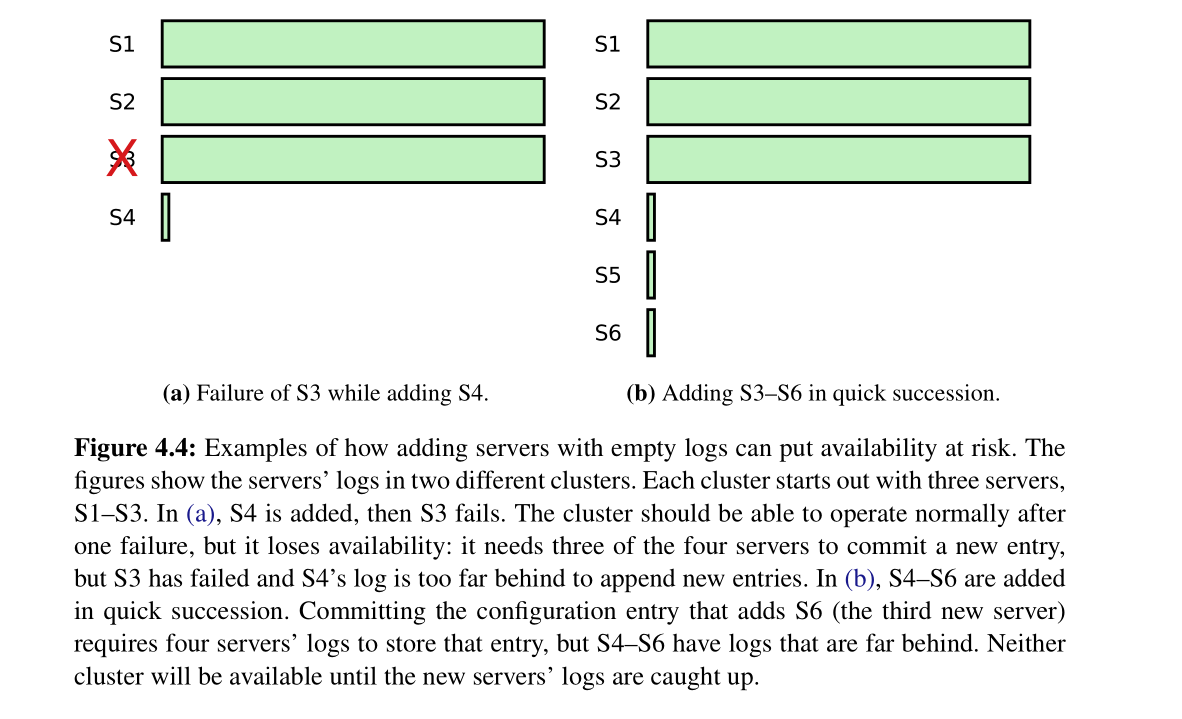 S1
S2
S3
S4
S1
S2
S3
S4
S5
S6
(a) Failure of S3 while adding S4.
(b) Adding S3–S6 in quick succession.
Figure 4.4: Examples of how adding servers with empty logs can put availability at risk. The
figures show the servers’ logs in two different clusters. Each cluster starts out with three servers,
S1–S3. In (a), S4 is added, then S3 fails. The cluster should be able to operate normally after
one failure, but it loses availability: it needs three of the four servers to commit a new entry,
but S3 has failed and S4’s log is too far behind to append new entries. In (b), S4–S6 are added
in quick succession. Committing the configuration entry that adds S6 (the third new server)
requires four servers’ logs to store that entry, but S4–S6 have logs that are far behind. Neither
cluster will be available until the new servers’ logs are caught up.